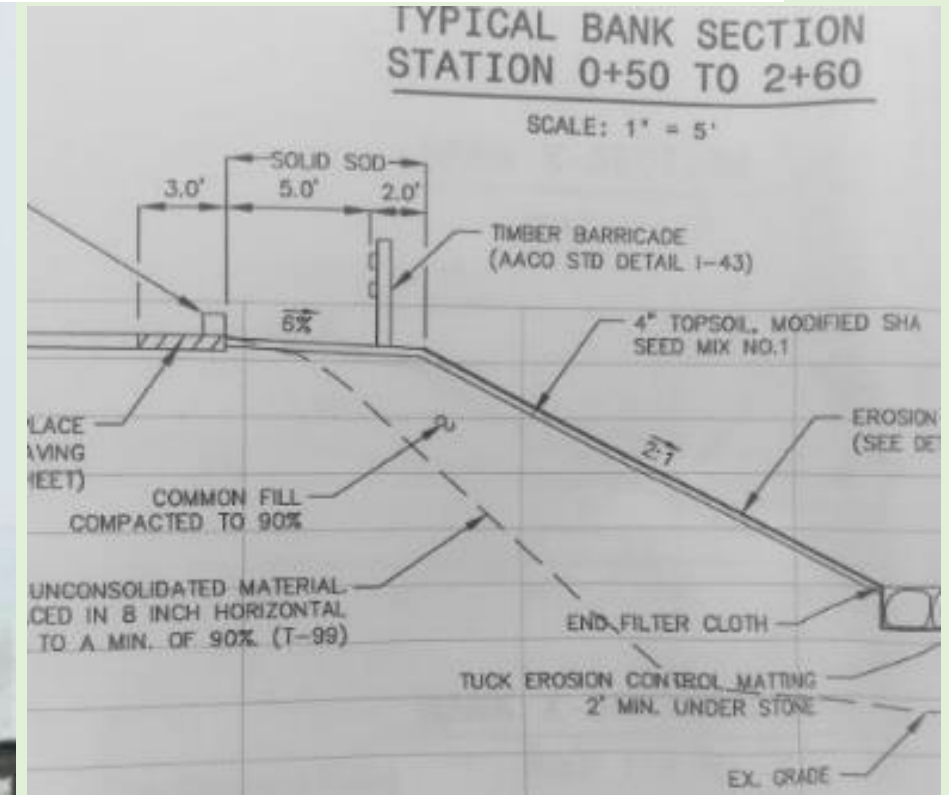 TYPICAL BANK SECTION
STATION 0+50 TO 2+60
SCALE: 1" = 5'
SOLID SOD
3.0'
5.0'
2.0'
TIMBER BARRICADE
(AACO STD DETAIL I-43)
6%
4" TOPSOIL, MODIFIED SHA
SEED MIX NO.1
2:1
EROSION
(SEE DE
PLACE
AVING
HEET)
COMMON FILL
COMPACTED TO 90%
UNCONSOLIDATED MATERIAL
ACED IN 8 INCH HORIZONTAL
TO A MIN. OF 90% (T-99)
END FILTER CLOTH
TUCK EROSION CONTROL MATTING
2' MIN. UNDER STONE
EX. GRADE